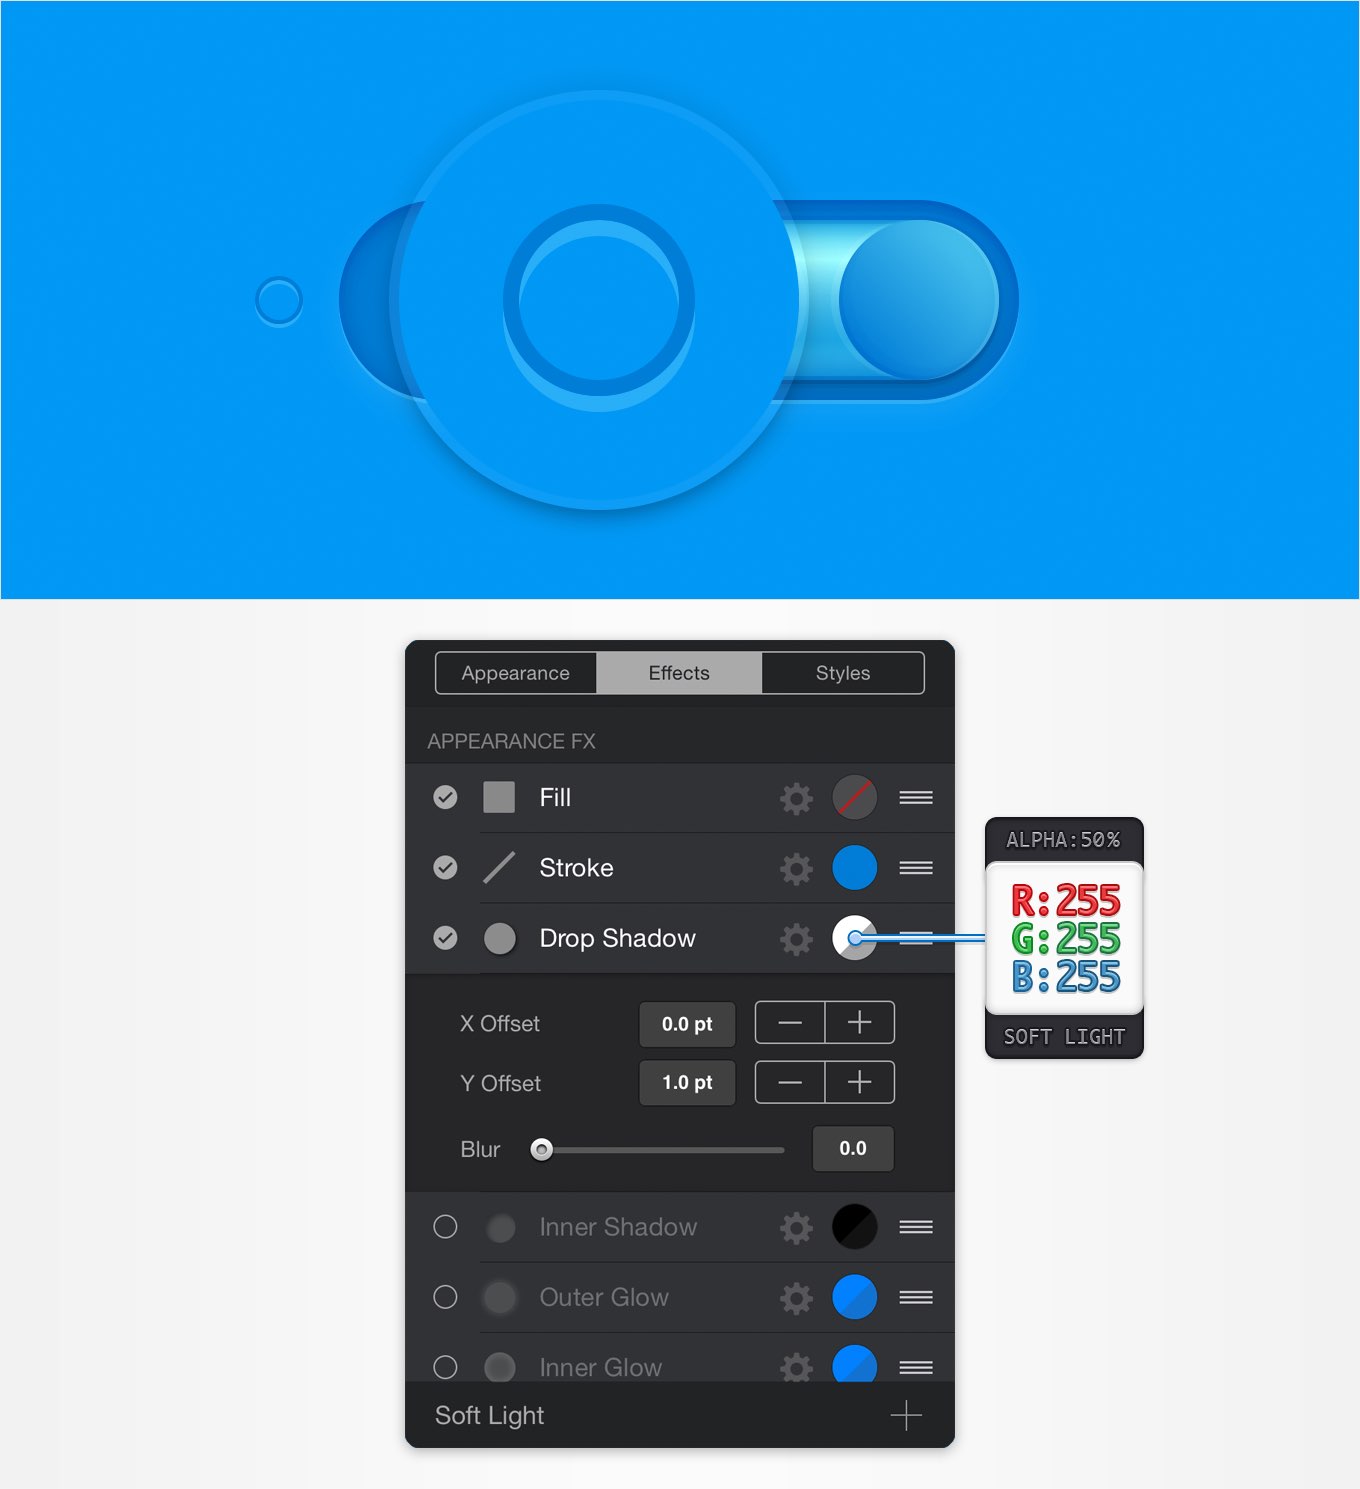 Appearance
Effects
Styles
APPEARANCE FX
Fill
Stroke
Drop Shadow
ALPHA:50%
R:255
G:255
B:255
SOFT LIGHT
X Offset
0.0 pt
Y Offset
1.0 pt
Blur
0.0
Inner Shadow
Outer Glow
Inner Glow
Soft Light